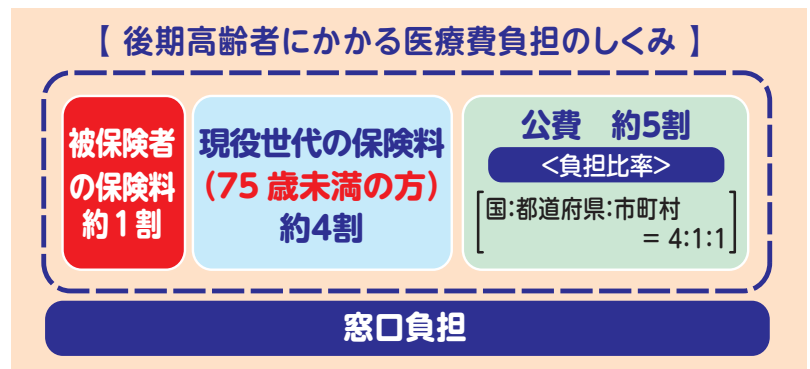 【 後期高齢者にかかる医療費負担のしくみ 】
被保険者
の保険料
約1割
現役世代の保険料
（75 歳未満の方）
約4割
公費　約5割
<負担比率>
国:都道府県:市町村
= 4:1:1
窓口負担